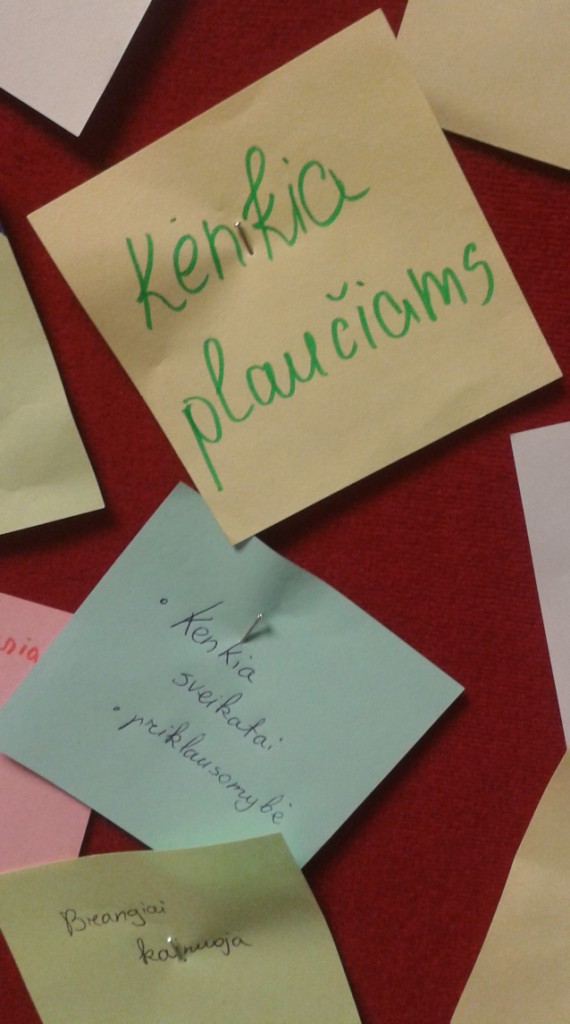 Kenkia
plaučiams
• Kenkia
sveikatai
• priklausomybė
Brangiai
kainuoja